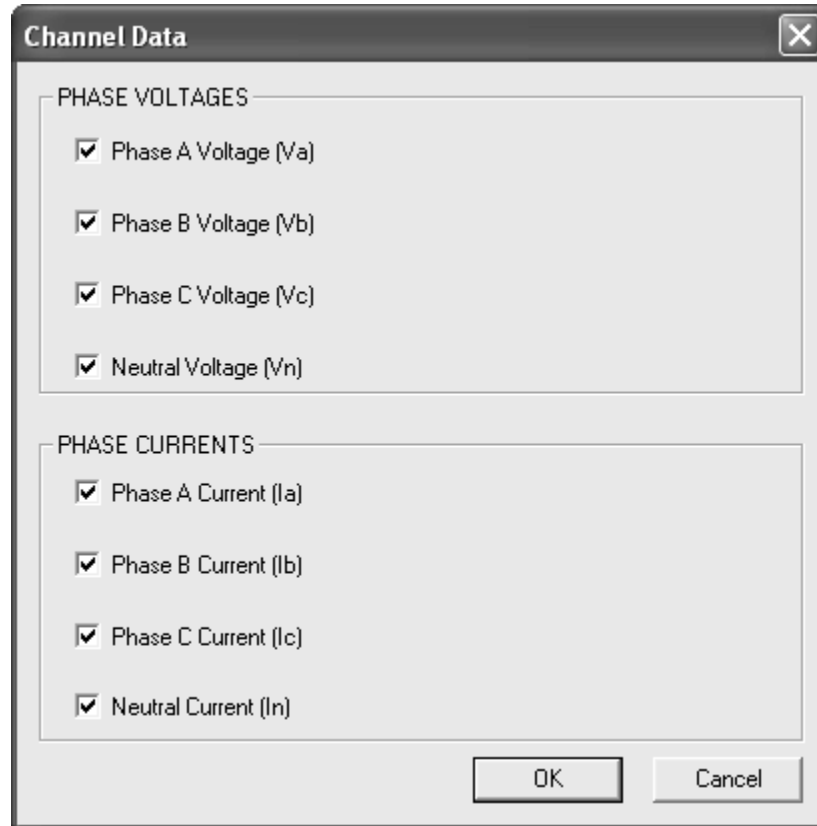 Channel Data
PHASE VOLTAGES
Phase A Voltage (Va)
Phase B Voltage (Vb)
Phase C Voltage (Vc)
Neutral Voltage (Vn)
PHASE CURRENTS
Phase A Current (Ia)
Phase B Current (Ib)
Phase C Current (Ic)
Neutral Current (In)
OK Cancel